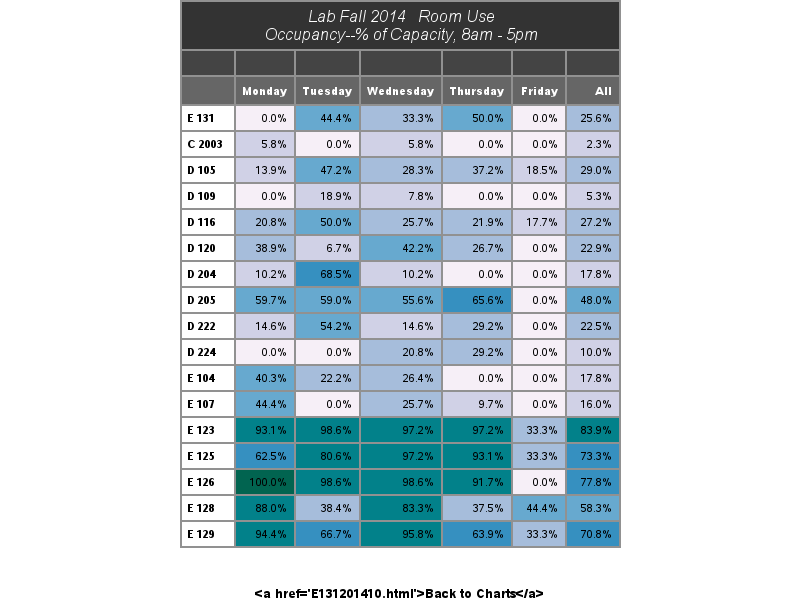 Lab Fall 2014 Room Use
Occupancy--% of Capacity, 8am - 5pm
Monday Tuesday Wednesday Thursday Friday All
E 131 0.0% 44.4% 33.3% 50.0% 0.0% 25.6%
C 2003 5.8% 0.0% 5.8% 0.0% 0.0% 2.3%
D 105 13.9% 47.2% 28.3% 37.2% 18.5% 29.0%
D 109 0.0% 18.9% 7.8% 0.0% 0.0% 5.3%
D 116 20.8% 50.0% 25.7% 21.9% 17.7% 27.2%
D 120 38.9% 6.7% 42.2% 26.7% 0.0% 22.9%
D 204 10.2% 68.5% 10.2% 0.0% 0.0% 17.8%
D 205 59.7% 59.0% 55.6% 65.6% 0.0% 48.0%
D 222 14.6% 54.2% 14.6% 29.2% 0.0% 22.5%
D 224 0.0% 0.0% 20.8% 29.2% 0.0% 10.0%
E 104 40.3% 22.2% 26.4% 0.0% 0.0% 17.8%
E 107 44.4% 0.0% 25.7% 9.7% 0.0% 16.0%
E 123 93.1% 98.6% 97.2% 97.2% 33.3% 83.9%
E 125 62.5% 80.6% 97.2% 93.1% 33.3% 73.3%
E 126 100.0% 98.6% 98.6% 91.7% 0.0% 77.8%
E 128 88.0% 38.4% 83.3% 37.5% 44.4% 58.3%
E 129 94.4% 66.7% 95.8% 63.9% 33.3% 70.8%
<a href='E131201410.html'>Back to Charts</a>